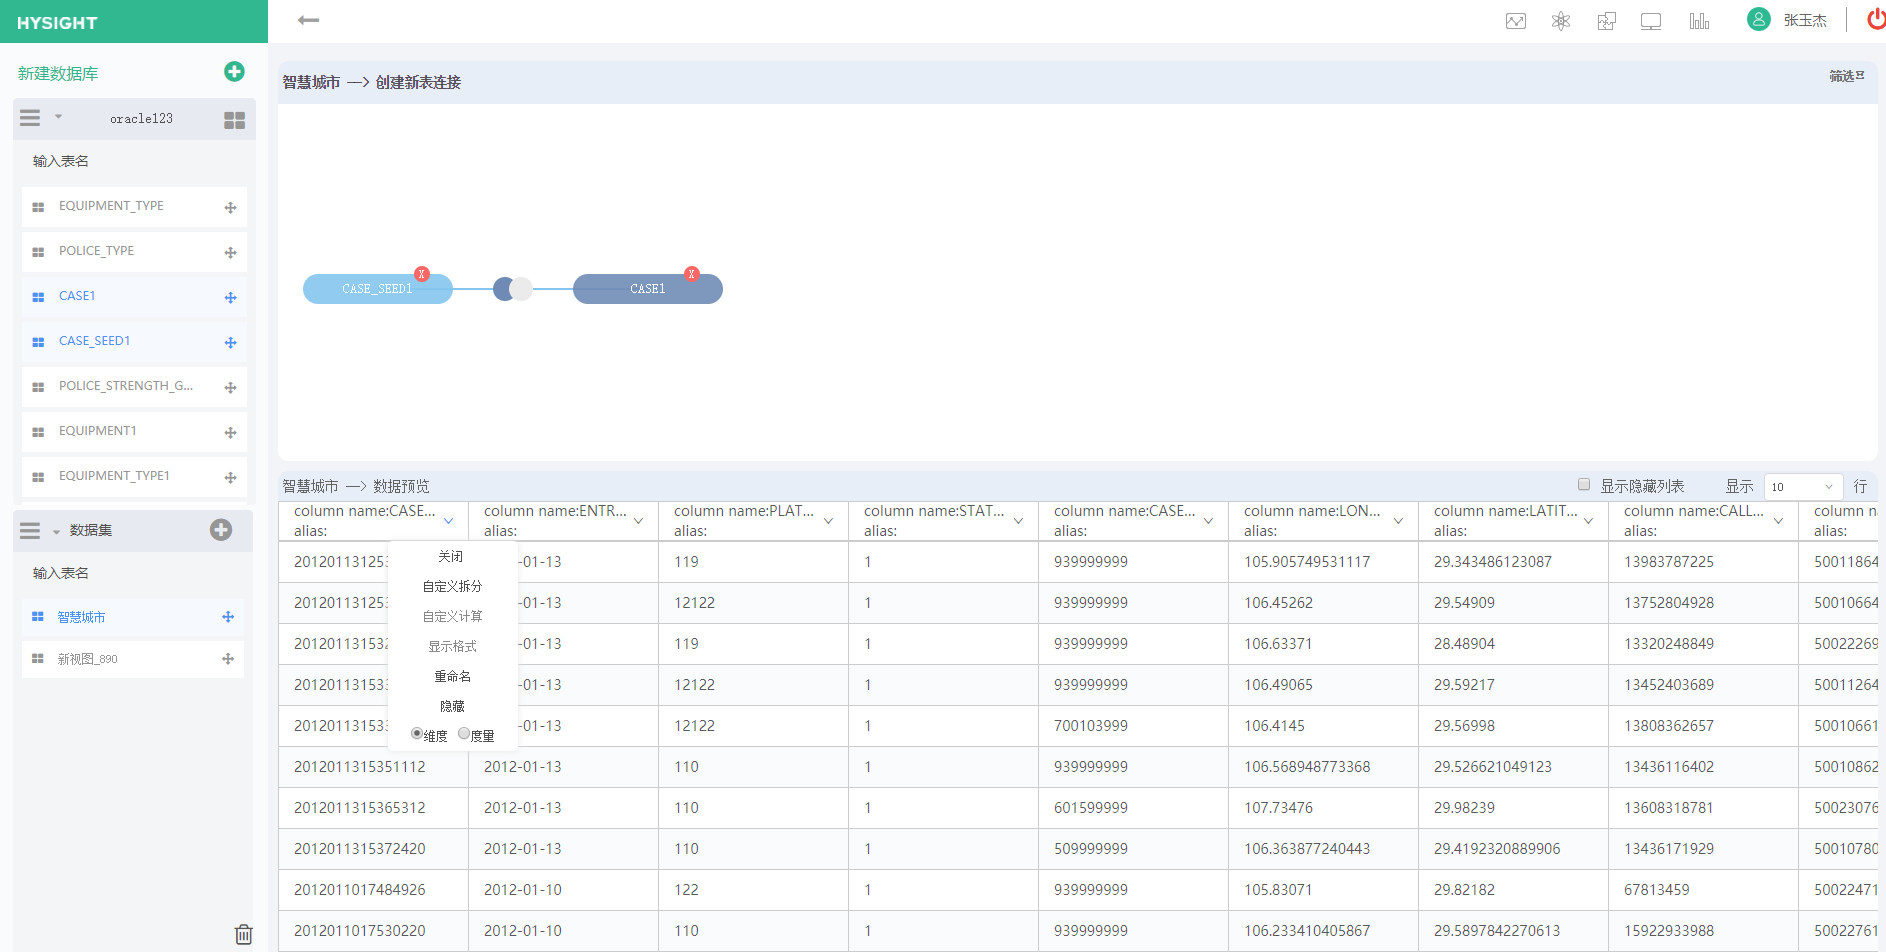 HYSIGHT
张玉杰
新建数据库
oracle123
输入表名
EQUIPMENT_TYPE
POLICE_TYPE
CASE1
CASE_SEED1
POLICE_STRENGTH_G...
EQUIPMENT1
EQUIPMENT_TYPE1
数据集
输入表名
智慧城市
新视图_890
智慧城市 —> 创建新表连接
筛选
CASE_SEED1
X
CASE1
X
智慧城市 —> 数据预览
显示隐藏列表
显示 10 行
column name:CASE... column name:ENTR... column name:PLAT... column name:STAT... column name:CASE... column name:LON... column name:LATIT... column name:CALL... column n
alias: alias: alias: alias: alias: alias: alias: alias: alias:
关闭
自定义拆分
自定义计算
显示格式
重命名
隐藏
维度 度量
201201131253 -01-13 119 1 939999999 105.905749531117 29.343486123087 13983787225 50011864
201201131253 -01-13 12122 1 939999999 106.45262 29.54909 13752804928 50010664
20120113153 -01-13 119 1 939999999 106.63371 28.48904 13320248849 50022269
20120113153 -01-13 12122 1 939999999 106.49065 29.59217 13452403689 50011264
20120113153 -01-13 12122 1 700103999 106.4145 29.56998 13808362657 50010661
2012011315351112 2012-01-13 110 1 939999999 106.568948773368 29.526621049123 13436116402 50010862
2012011315365312 2012-01-13 110 1 601599999 107.73476 29.98239 13608318781 50023076
2012011315372420 2012-01-13 110 1 509999999 106.363877240443 29.4192320889906 13436171929 50010780
2012011017484926 2012-01-10 122 1 939999999 105.83071 29.82182 67813459 50022471
2012011017530220 2012-01-10 110 1 939999999 106.233410405867 29.5897842270613 15922933988 50022761